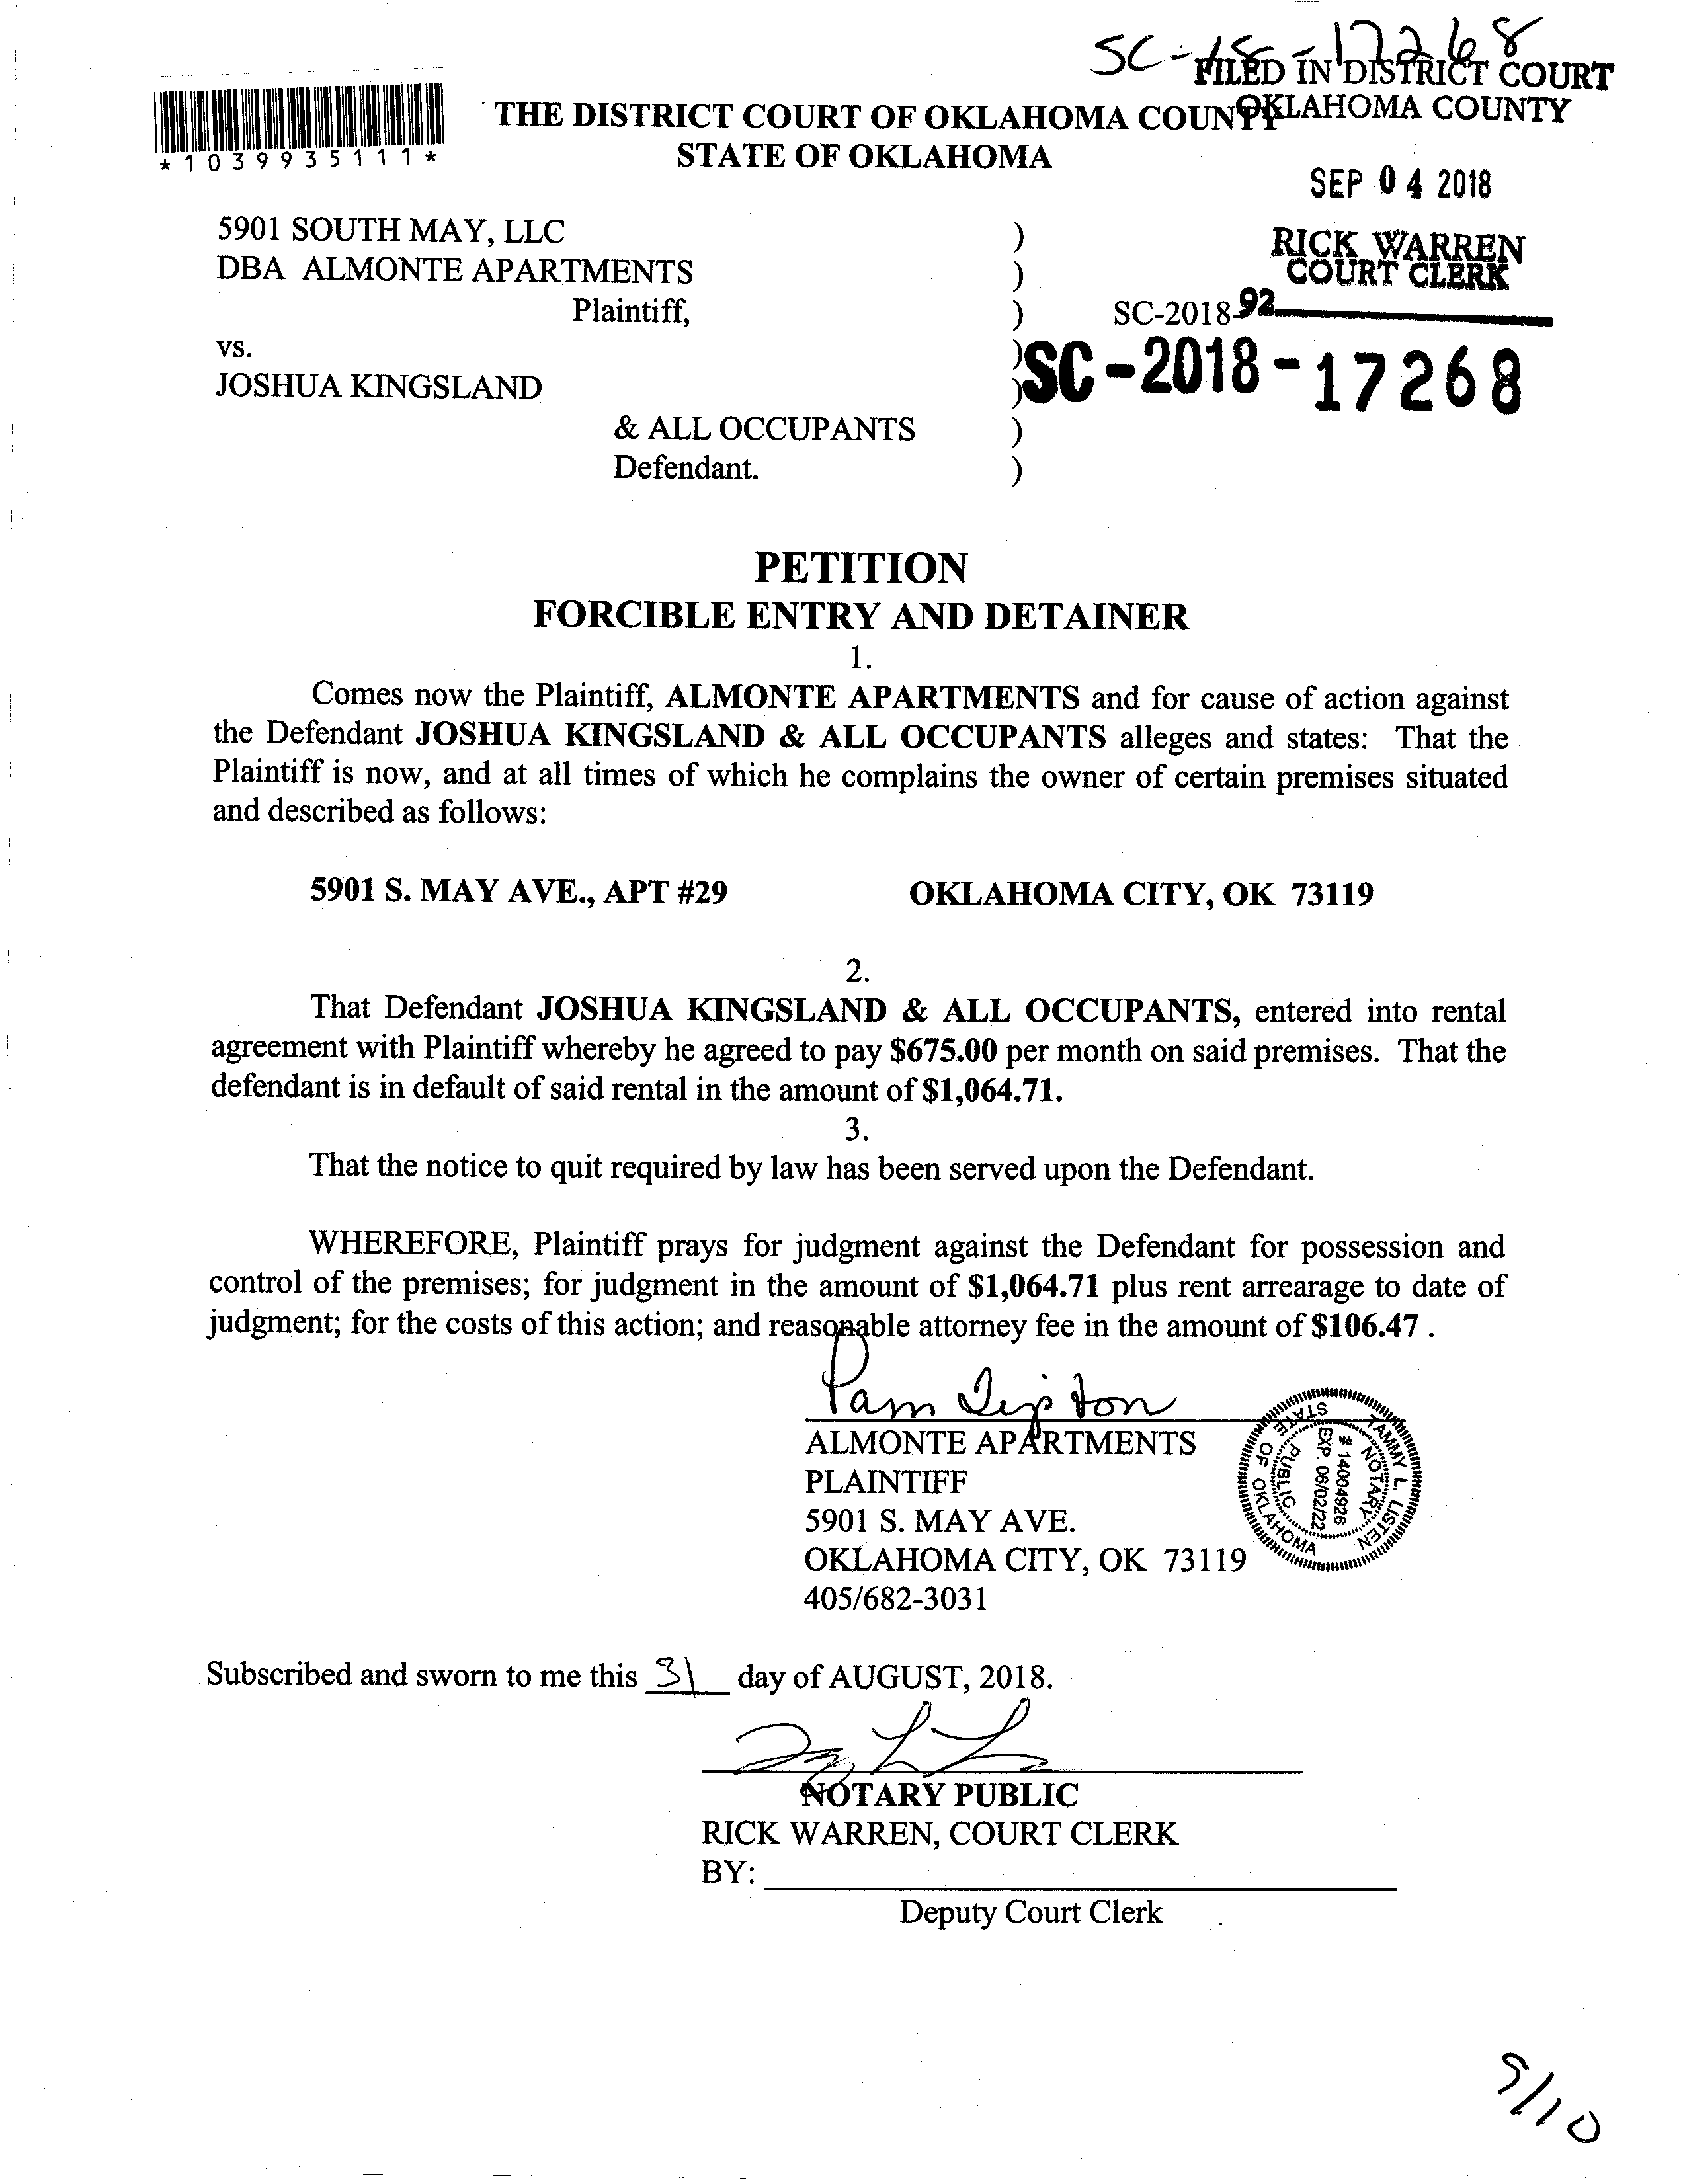 SC-18-17268
FILED IN DISTRICT COURT
OKLAHOMA COUNTY
SEP 04 2018
RICK WARREN
COURT CLERK
92
*1039935111*
THE DISTRICT COURT OF OKLAHOMA COUNTY
STATE OF OKLAHOMA
5901 SOUTH MAY, LLC )
DBA ALMONTE APARTMENTS )
Plaintiff, ) SC-2018-
vs. )
SC-2018-17268
JOSHUA KINGSLAND )
& ALL OCCUPANTS )
Defendant. )
PETITION
FORCIBLE ENTRY AND DETAINER
1.
Comes now the Plaintiff, ALMONTE APARTMENTS and for cause of action against
the Defendant JOSHUA KINGSLAND & ALL OCCUPANTS alleges and states: That the
Plaintiff is now, and at all times of which he complains the owner of certain premises situated
and described as follows:
5901 S. MAY AVE., APT #29 OKLAHOMA CITY, OK 73119
2.
That Defendant JOSHUA KINGSLAND & ALL OCCUPANTS, entered into rental
agreement with Plaintiff whereby he agreed to pay $675.00 per month on said premises. That the
defendant is in default of said rental in the amount of $1,064.71.
3.
That the notice to quit required by law has been served upon the Defendant.
WHEREFORE, Plaintiff prays for judgment against the Defendant for possession and
control of the premises; for judgment in the amount of $1,064.71 plus rent arrearage to date of
judgment; for the costs of this action; and reasonable attorney fee in the amount of $106.47 .
Pam Tipton
ALMONTE APARTMENTS
PLAINTIFF
5901 S. MAY AVE.
OKLAHOMA CITY, OK 73119
405/682-3031
TAMMY L. LISTEN
NOTARY
# 14004926
EXP. 06/02/22
PUBLIC
STATE OF OKLAHOMA
Subscribed and sworn to me this 31 day of AUGUST, 2018.
NOTARY PUBLIC
RICK WARREN, COURT CLERK
BY:
Deputy Court Clerk
9/10